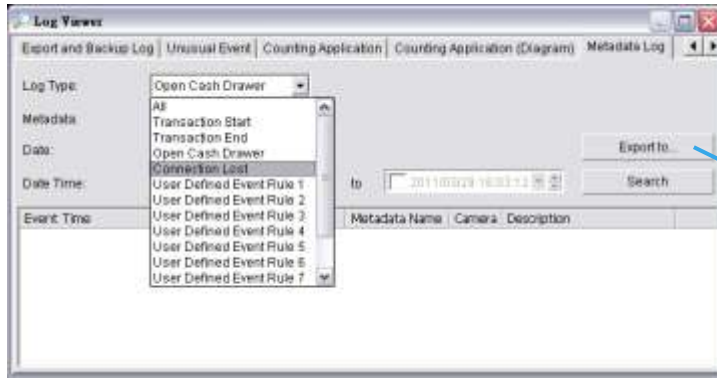 Log Viewer
Export and Backup Log Unusual Event Counting Application Counting Application (Diagram) Metadata Log
Log Type: Open Cash Drawer
All
Metadata: Transaction Start
Transaction End
Date: Open Cash Drawer Export to...
Connection Lost
Date Time: User Defined Event Rule 1 to Search
User Defined Event Rule 2
Event Time User Defined Event Rule 3 Metadata Name Camera Description
User Defined Event Rule 4
User Defined Event Rule 5
User Defined Event Rule 6
User Defined Event Rule 7